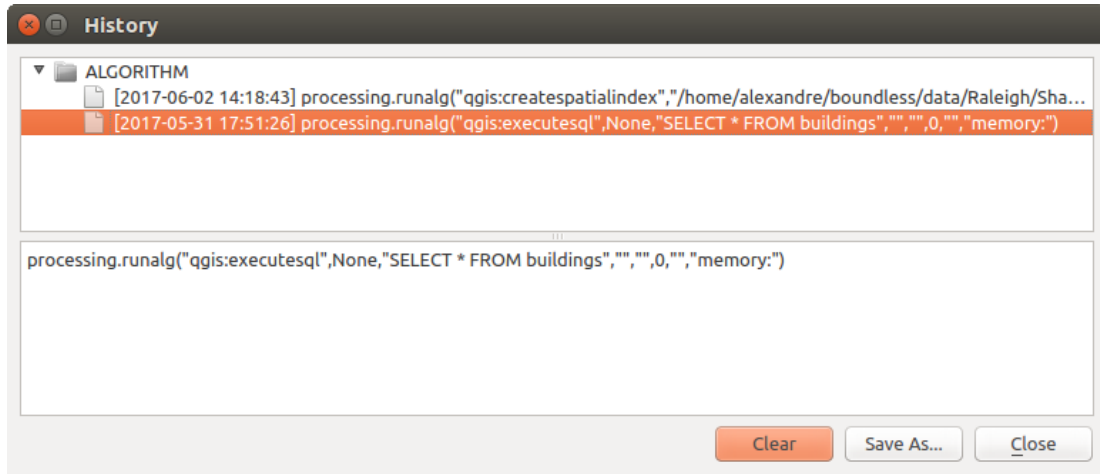 History
ALGORITHM
[2017-06-02 14:18:43] processing.runalg("qgis:createspatialindex","/home/alexandre/boundless/data/Raleigh/Sha...
[2017-05-31 17:51:26] processing.runalg("qgis:executesql",None,"SELECT * FROM buildings","","",0,"","memory:")
processing.runalg("qgis:executesql",None,"SELECT * FROM buildings","","",0,"","memory:")
Clear Save As... Close